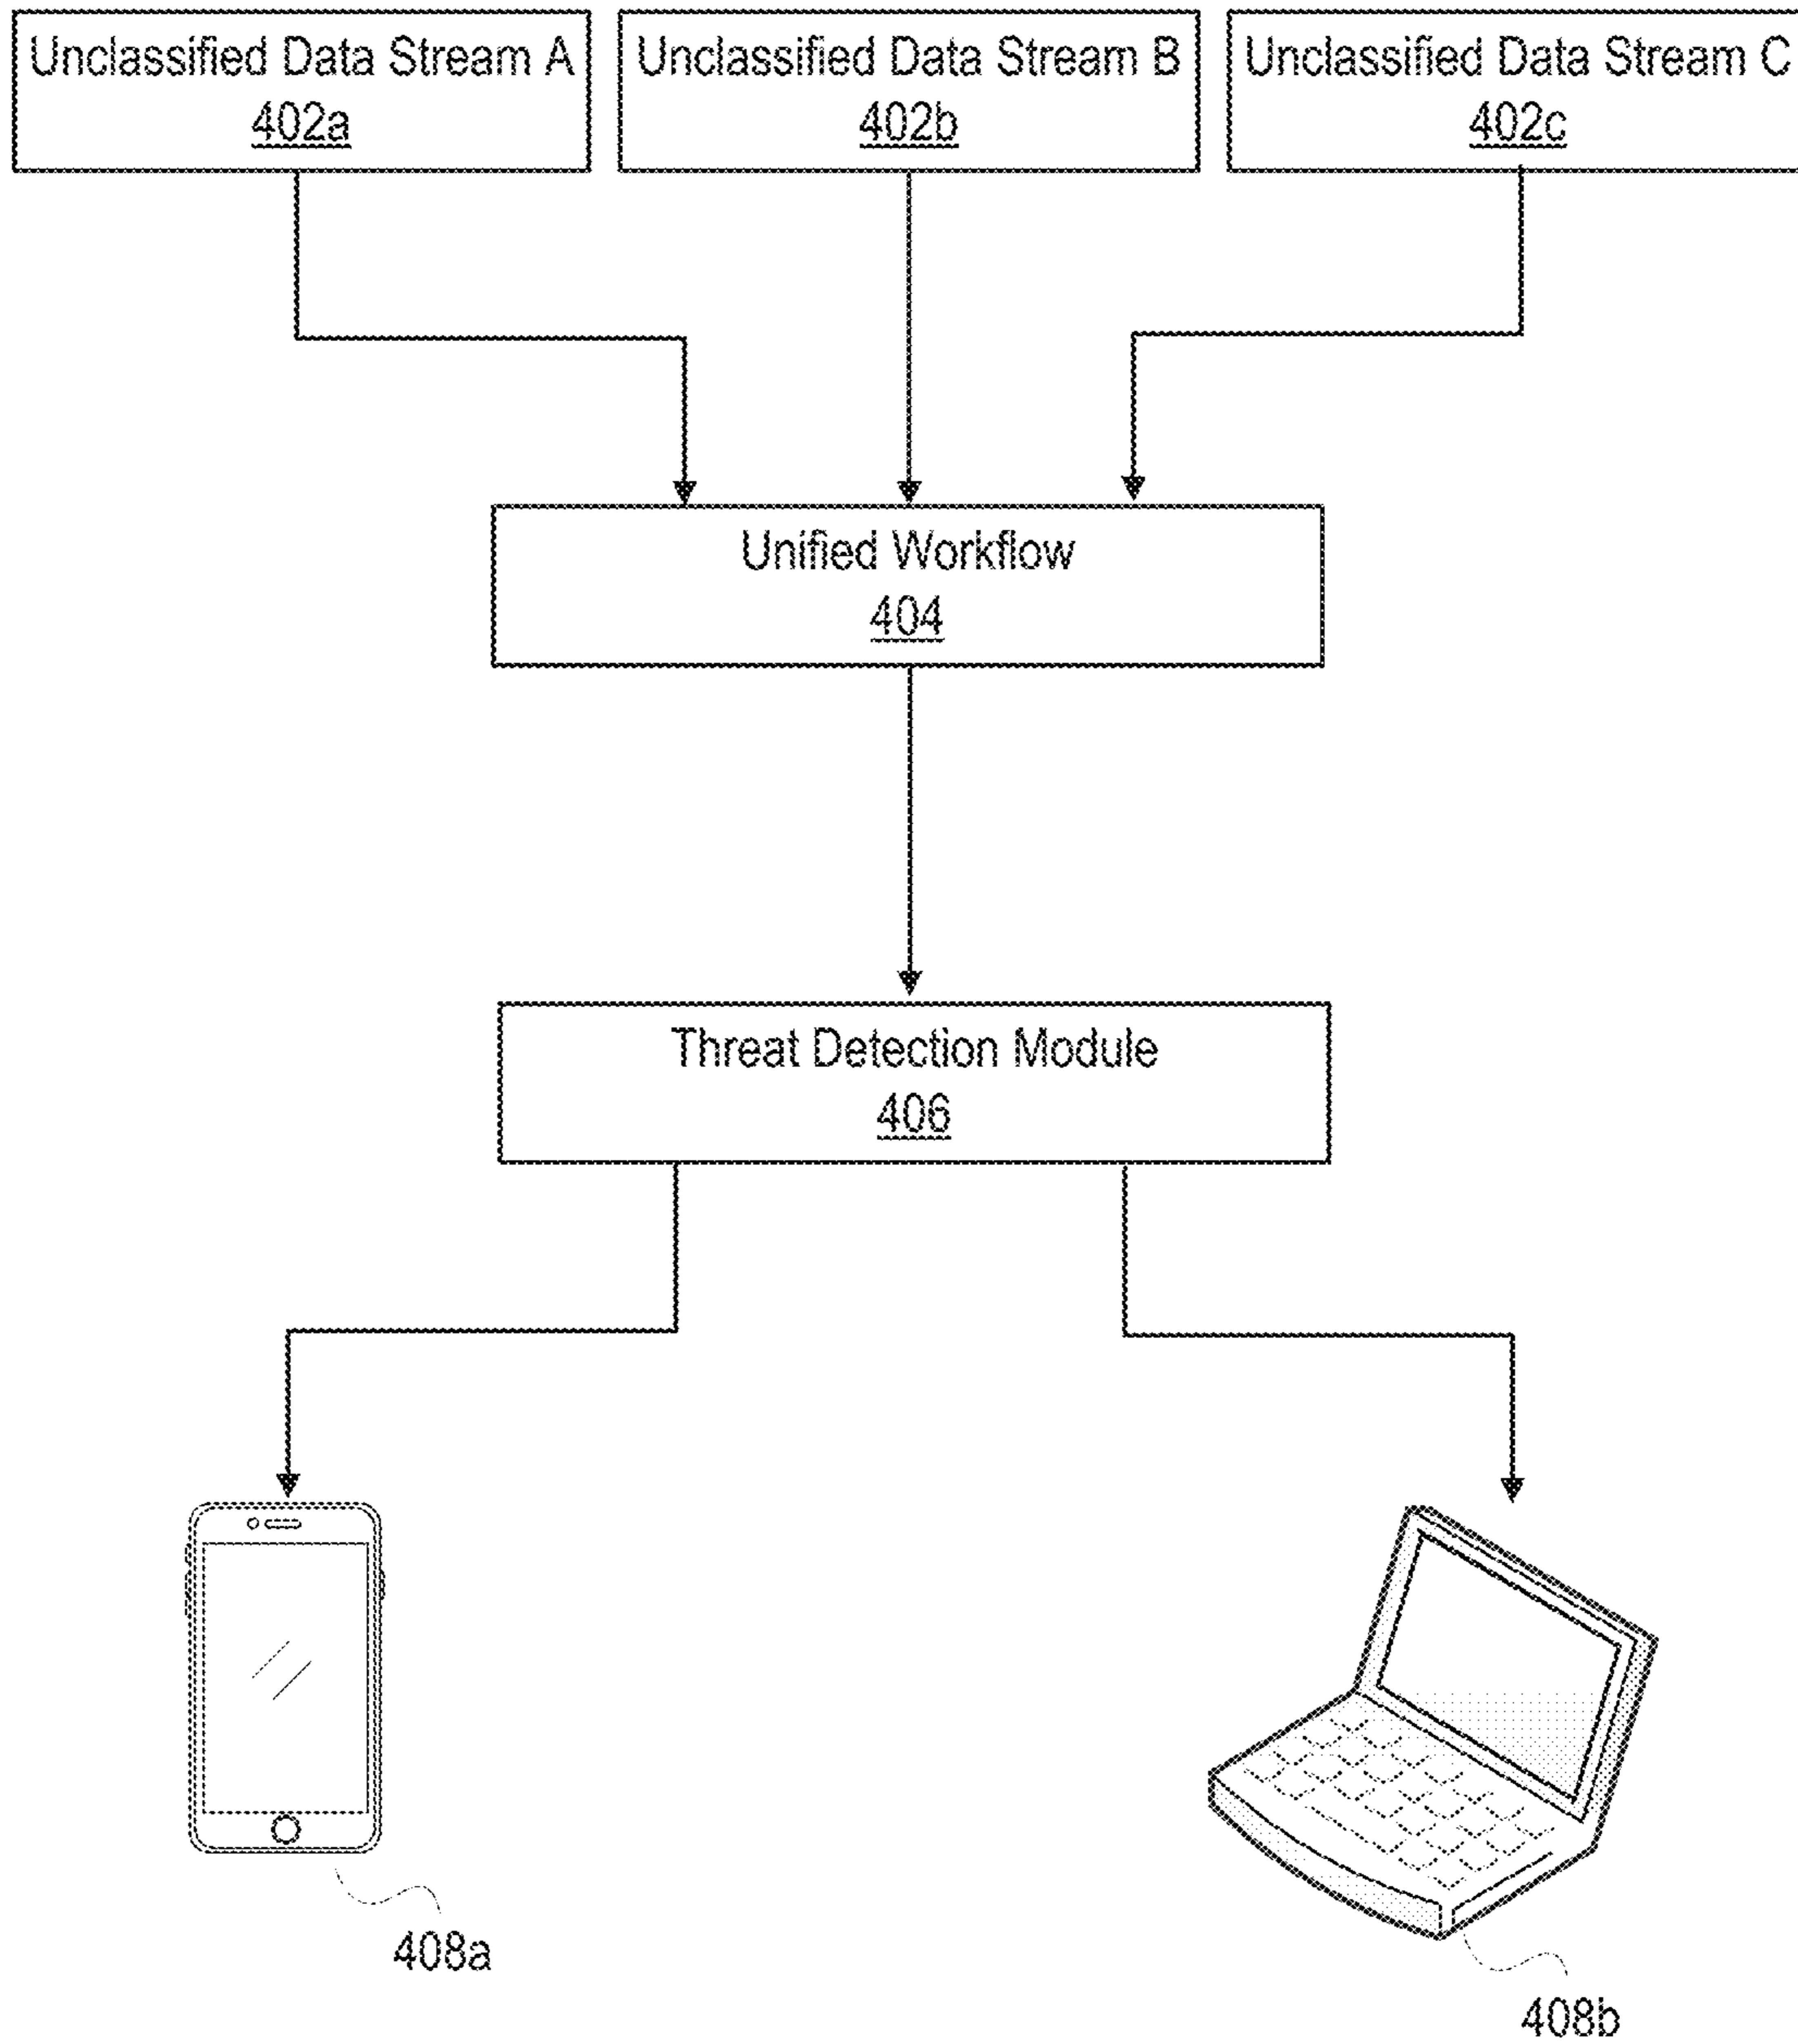 Unclassified Data Stream A
402a
Unclassified Data Stream B
402b
Unclassified Data Stream C
402c
Unified Workflow
404
Threat Detection Module
406
408a
408b